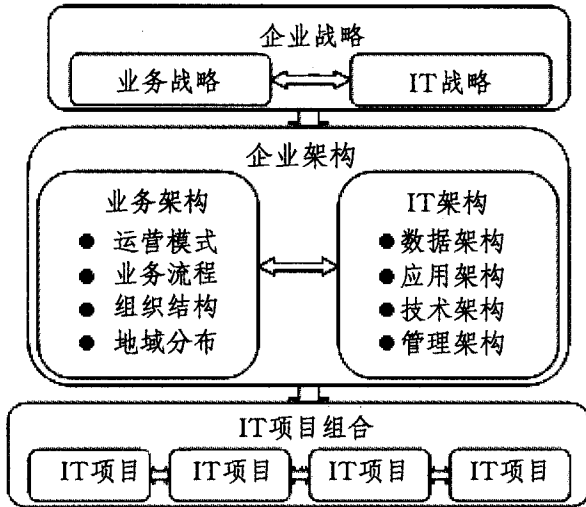 企业战略
业务战略
IT战略
企业架构
业务架构
● 运营模式
● 业务流程
● 组织结构
● 地域分布
IT架构
● 数据架构
● 应用架构
● 技术架构
● 管理架构
IT项目组合
IT项目 IT项目 IT项目 IT项目